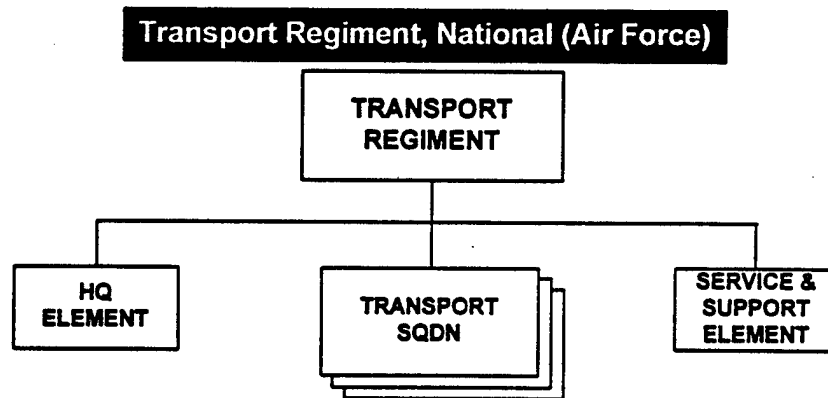 Transport Regiment, National (Air Force)
TRANSPORT
REGIMENT
HQ
ELEMENT
TRANSPORT
SQDN
SERVICE &
SUPPORT
ELEMENT